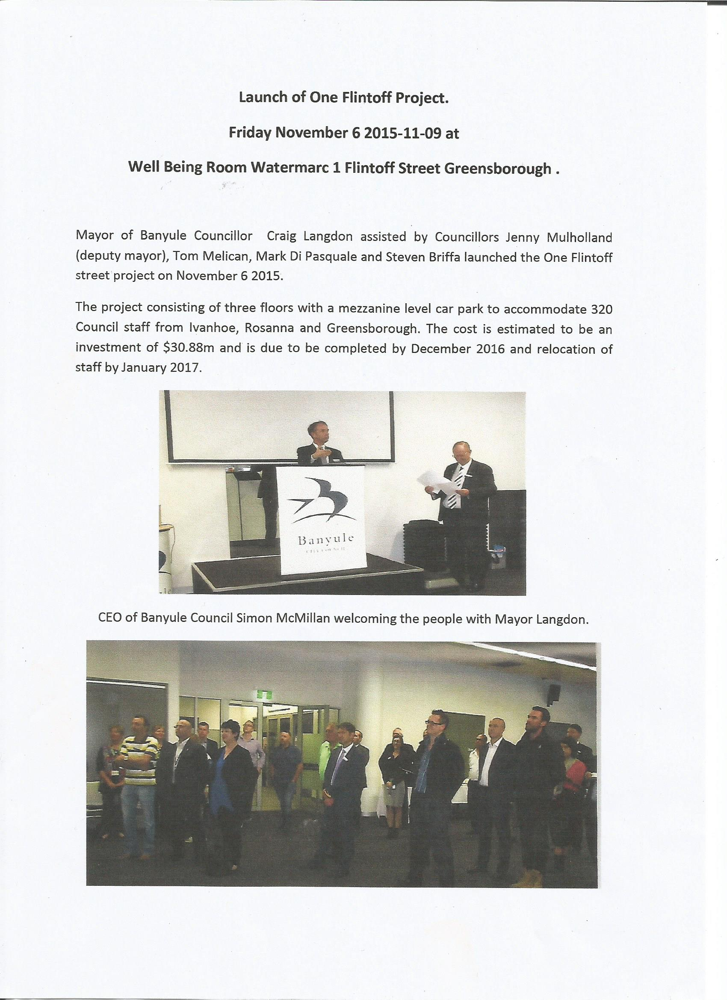 Launch of One Flintoff Project.
Friday November 6 2015-11-09 at
Well Being Room Watermarc 1 Flintoff Street Greensborough .
Mayor of Banyule Councillor Craig Langdon assisted by Councillors Jenny Mulholland
(deputy mayor), Tom Melican, Mark Di Pasquale and Steven Briffa launched the One Flintoff
street project on November 6 2015.
The project consisting of three floors with a mezzanine level car park to accommodate 320
Council staff from Ivanhoe, Rosanna and Greensborough. The cost is estimated to be an
investment of $30.88m and is due to be completed by December 2016 and relocation of
staff by January 2017.
Banyule
CITY COUNCIL
CEO of Banyule Council Simon McMillan welcoming the people with Mayor Langdon.